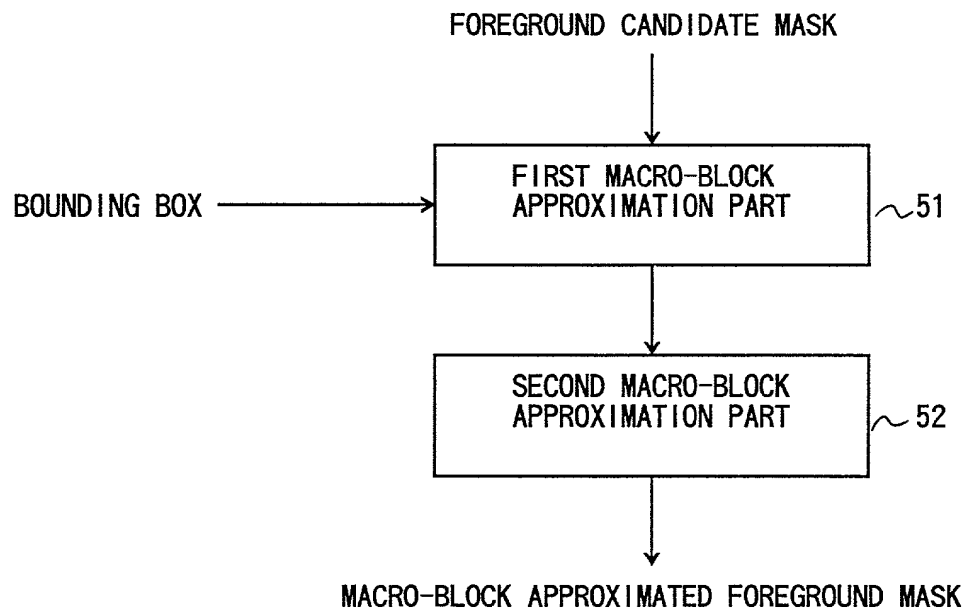 FOREGROUND CANDIDATE MASK
FIRST MACRO-BLOCK
APPROXIMATION PART
BOUNDING BOX
51
SECOND MACRO-BLOCK
APPROXIMATION PART
52
MACRO-BLOCK APPROXIMATED FOREGROUND MASK